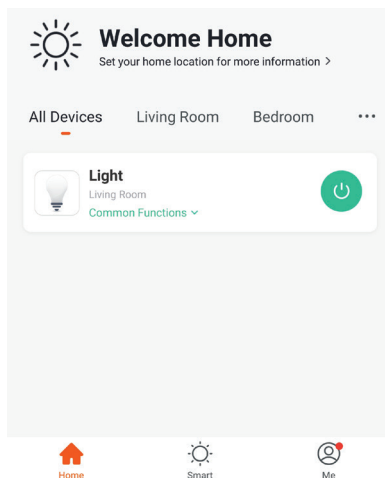 Welcome Home
Set your home location for more information >
All Devices Living Room Bedroom ...
Light
Living Room
Common Functions
Home Smart Me